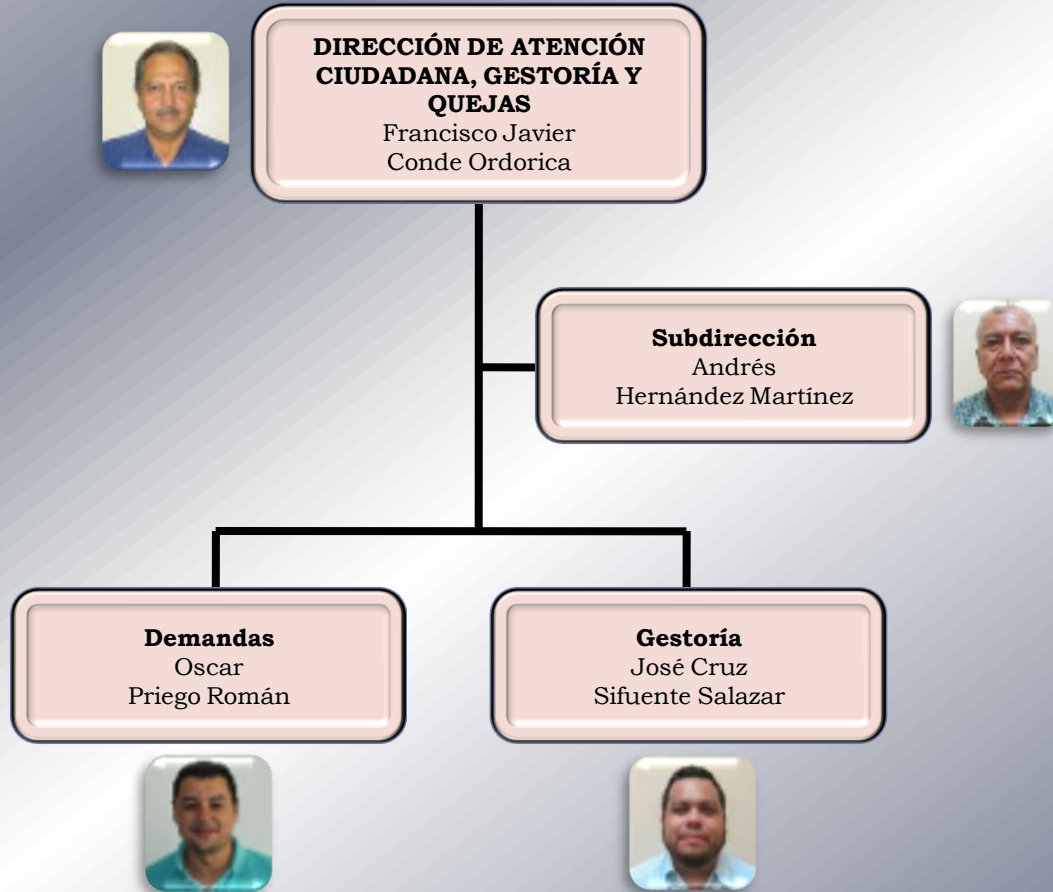 DIRECCIÓN DE ATENCIÓN
CIUDADANA, GESTORÍA Y
QUEJAS
Francisco Javier
Conde Ordorica
Subdirección
Andrés
Hernández Martínez
Demandas
Oscar
Priego Román
Gestoría
José Cruz
Sifuente Salazar